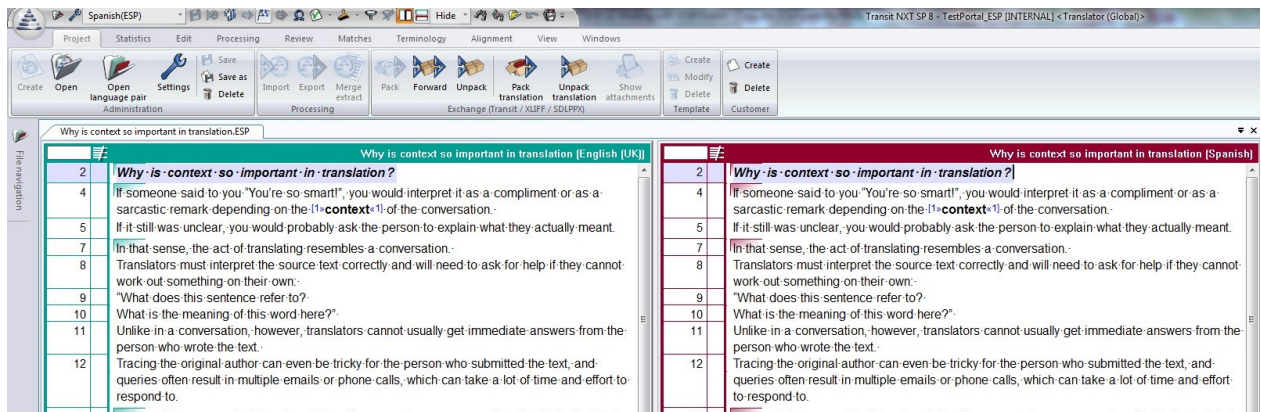 Spanish(ESP) Hide Transit NXT SP 8 - TestPortal_ESP [INTERNAL] <Translator (Global)>
Project Statistics Edit Processing Review Matches Terminology Alignment View Windows
Create Open Open language pair Settings Save Save as Delete Import Export Merge extract Pack Forward Unpack Pack translation Unpack translation Show attachments Create Modify Delete Create Delete
Administration Processing Exchange (Transit / XLIFF / SDLPPX) Template Customer
Why is context so important in translation.ESP
File navigation
Why is context so important in translation (English (UK))
2 Why is context so important in translation?
4 If someone said to you "You're so smart!", you would interpret it as a compliment or as a
sarcastic remark depending on the [1»context«1] of the conversation.
5 If it still was unclear, you would probably ask the person to explain what they actually meant.
7 In that sense, the act of translating resembles a conversation.
8 Translators must interpret the source text correctly and will need to ask for help if they cannot
work out something on their own:
9 "What does this sentence refer to?
10 What is the meaning of this word here?"
11 Unlike in a conversation, however, translators cannot usually get immediate answers from the
person who wrote the text.
12 Tracing the original author can even be tricky for the person who submitted the text, and
queries often result in multiple emails or phone calls, which can take a lot of time and effort to
respond to.
Why is context so important in translation (Spanish)
2 Why is context so important in translation?
4 If someone said to you "You're so smart!", you would interpret it as a compliment or as a
sarcastic remark depending on the [1»context«1] of the conversation.
5 If it still was unclear, you would probably ask the person to explain what they actually meant.
7 In that sense, the act of translating resembles a conversation.
8 Translators must interpret the source text correctly and will need to ask for help if they cannot
work out something on their own:
9 "What does this sentence refer to?
10 What is the meaning of this word here?"
11 Unlike in a conversation, however, translators cannot usually get immediate answers from the
person who wrote the text.
12 Tracing the original author can even be tricky for the person who submitted the text, and
queries often result in multiple emails or phone calls, which can take a lot of time and effort
to respond to.